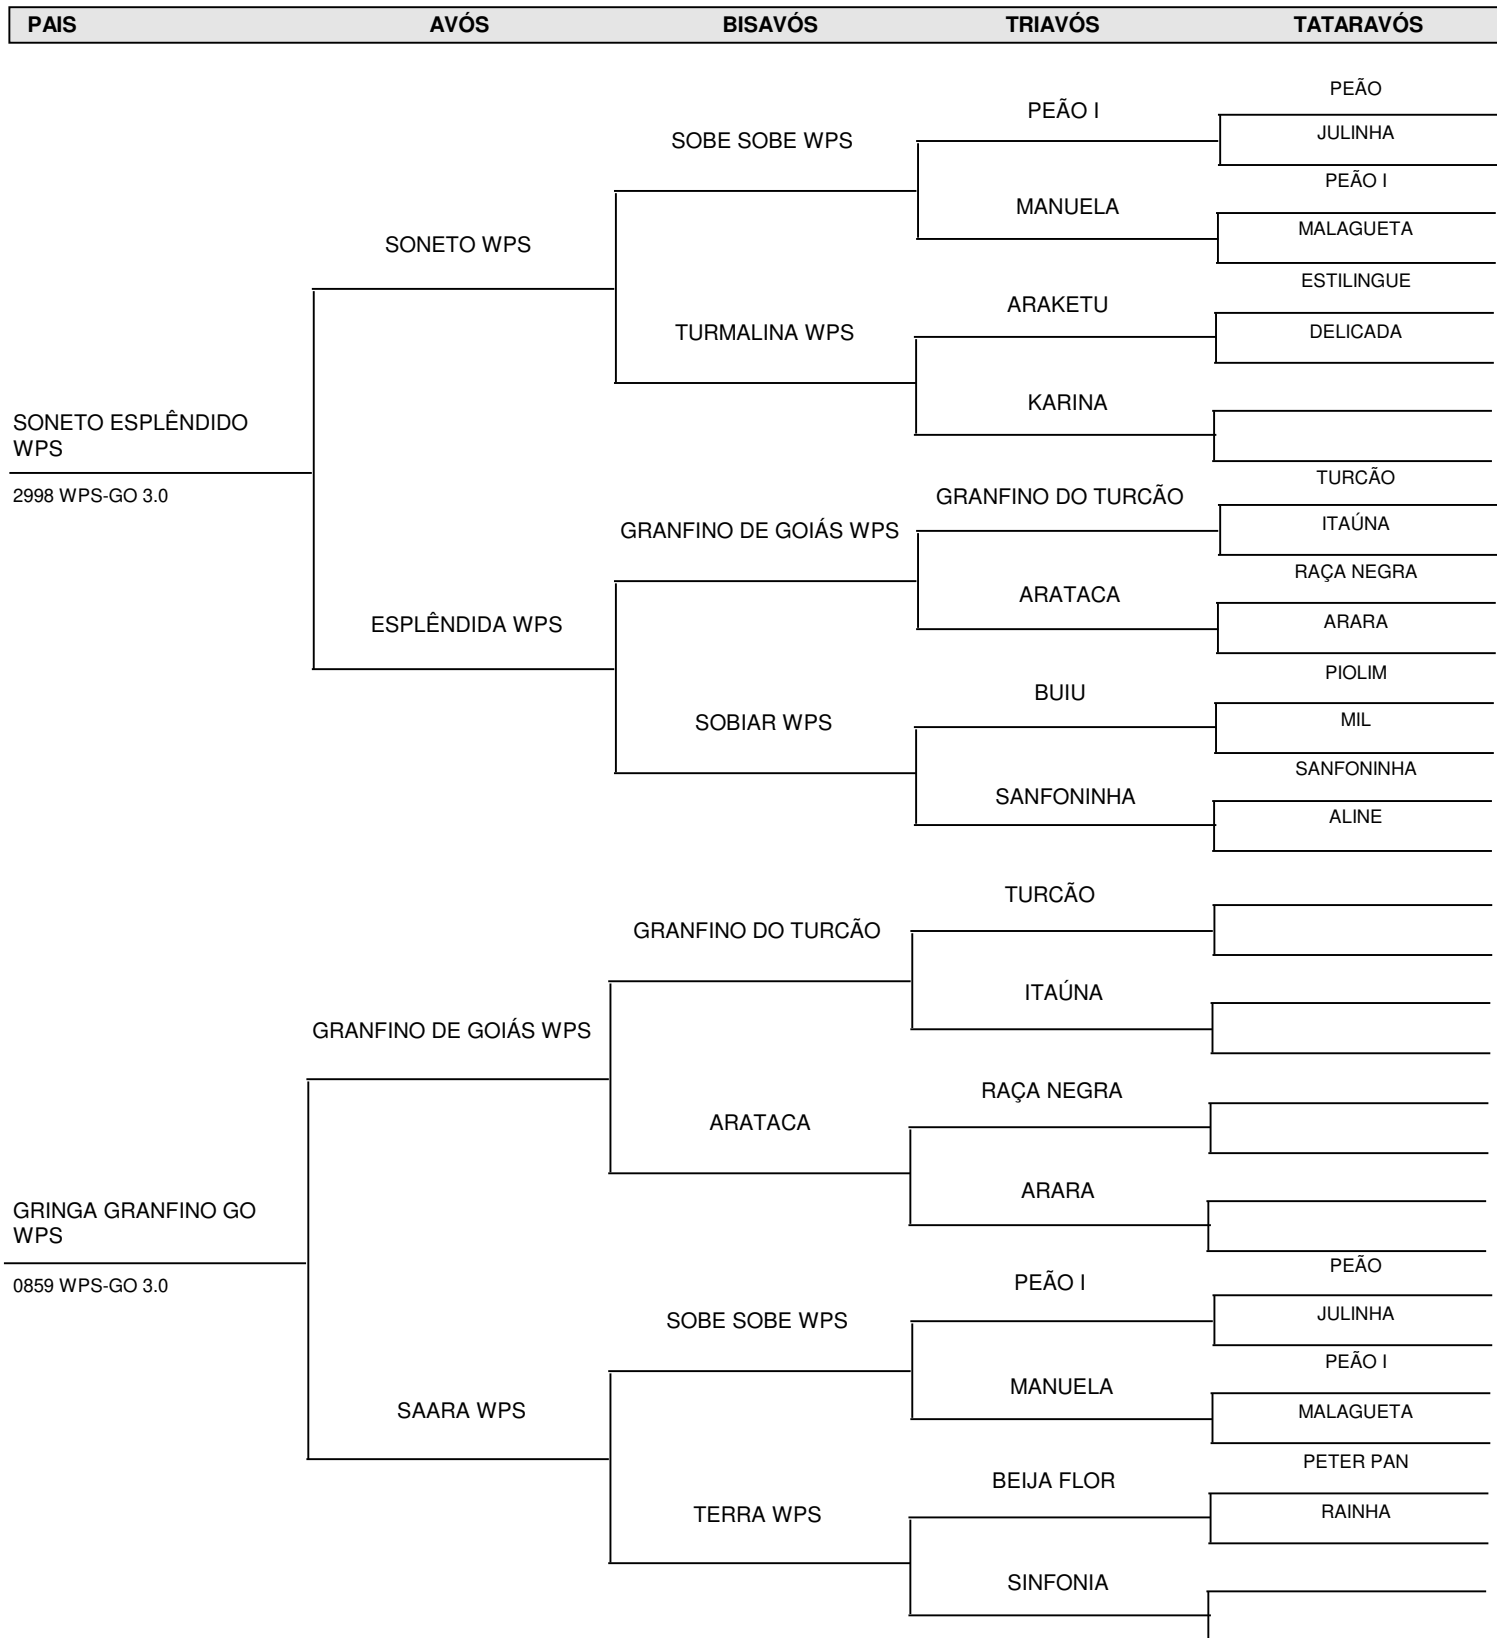 PAIS AVÓS BISAVÓS TRIAVÓS TATARAVÓS
PEÃO
PEÃO I
JULINHA
SOBE SOBE WPS
PEÃO I
MANUELA
MALAGUETA
SONETO WPS
ESTILINGUE
ARAKETU
TURMALINA WPS
DELICADA
KARINA
SONETO ESPLÊNDIDO
WPS
TURCÃO
2998 WPS-GO 3.0
GRANFINO DO TURCÃO
ITAÚNA
GRANFINO DE GOIÁS WPS
RAÇA NEGRA
ARATACA
ARARA
ESPLÊNDIDA WPS
PIOLIM
BUIU
MIL
SOBIAR WPS
SANFONINHA
SANFONINHA
ALINE
TURCÃO
GRANFINO DO TURCÃO
ITAÚNA
GRANFINO DE GOIÁS WPS
RAÇA NEGRA
ARATACA
ARARA
GRINGA GRANFINO GO
WPS
PEÃO
0859 WPS-GO 3.0
PEÃO I
JULINHA
SOBE SOBE WPS
PEÃO I
MANUELA
SAARA WPS
MALAGUETA
PETER PAN
BEIJA FLOR
RAINHA
TERRA WPS
SINFONIA